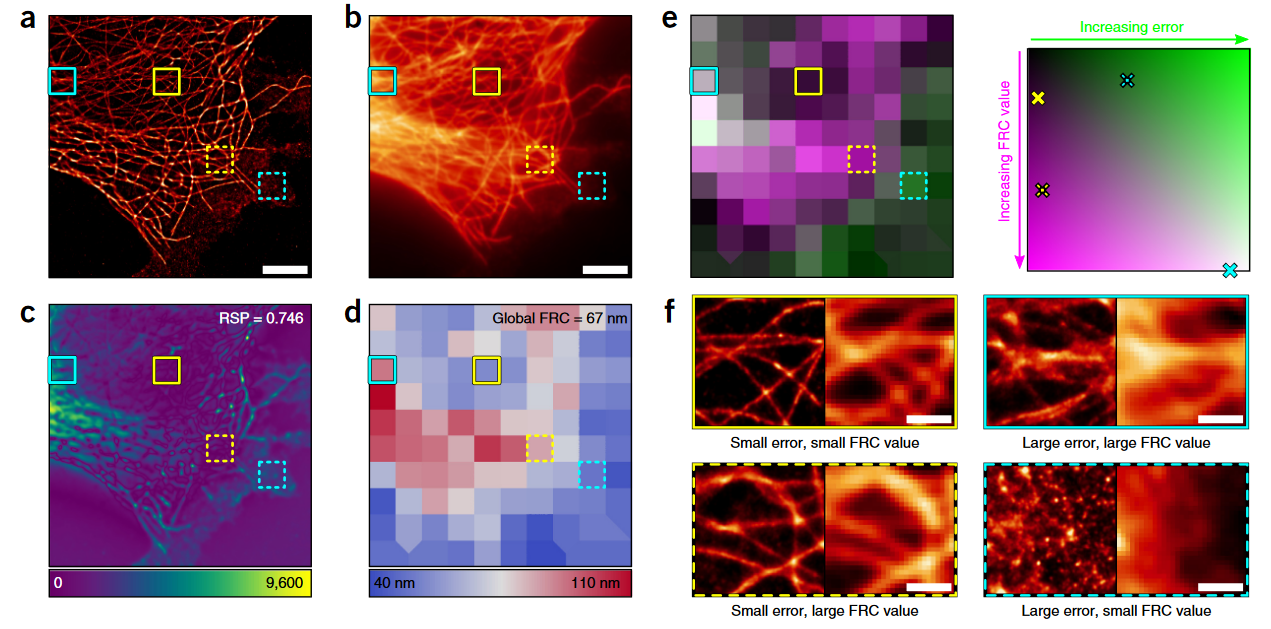 a
b
e
Increasing error
Increasing FRC value
c
RSP = 0.746
0
9,600
d
Global FRC = 67 nm
40 nm
110 nm
f
Small error, small FRC value
Large error, large FRC value
Small error, large FRC value
Large error, small FRC value